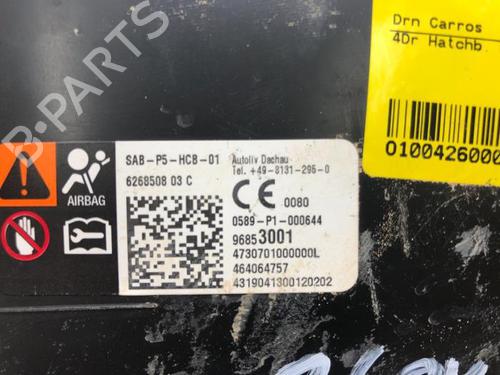 B-PARTS
Drn Carros
4Dr Hatchb.
0100426000
SAB-P5-HCB-01
6268508 03 C
Autoliv Dachau
Tel. +49-8131-295-0
CE 0080
0589-P1-000644
96853001
4730701000000L
464064757
4319041300120202
AIRBAG